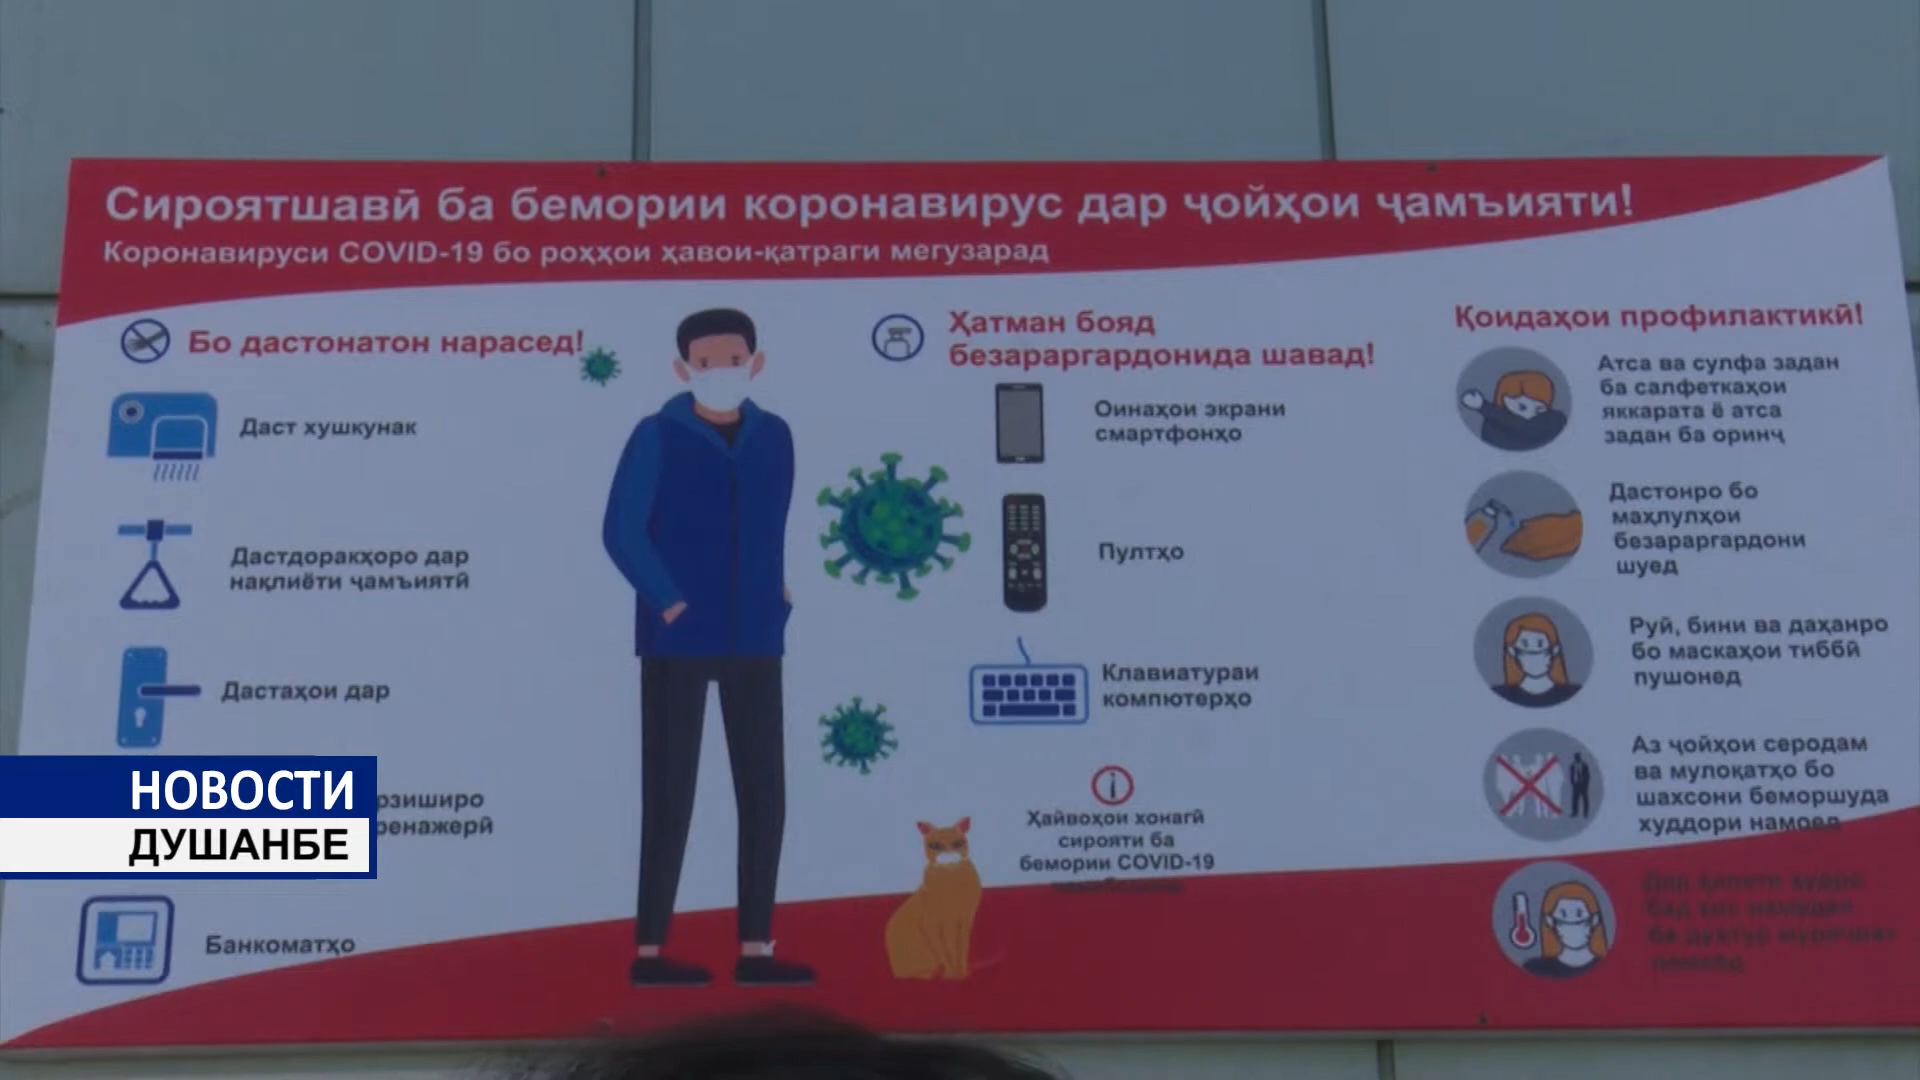 Сироятшавӣ ба бемории коронавирус дар ҷойҳои ҷамъияти!
Коронавируси COVID-19 бо роҳҳои ҳавои-қатраги мегузарад
Бо дастонатон нарасед!
Даст хушкунак
Дастдоракҳоро дар
нақлиёти ҷамъиятӣ
Дастаҳои дар
Банкоматҳо
Ҳатман бояд
безараргардонида шавад!
Оинаҳои экрани
смартфонҳо
Пултҳо
Клавиатураи
компютерҳо
Ҳайвоҳои хонагӣ
сирояти ба
бемории COVID-19
Қоидаҳои профилактикӣ!
Атса ва сулфа задан
ба салфеткаҳои
яккарата ё атса
задан ба оринҷ
Дастонро бо
маҳлулҳои
безараргардони
шуед
Руй, бини ва даҳанро
бо маскаҳои тиббӣ
пушонед
Аз ҷойҳои серодам
ва мулоқатҳо бо
шахсони беморшуда
худдори намоед
НОВОСТИ
ДУШАНБЕ